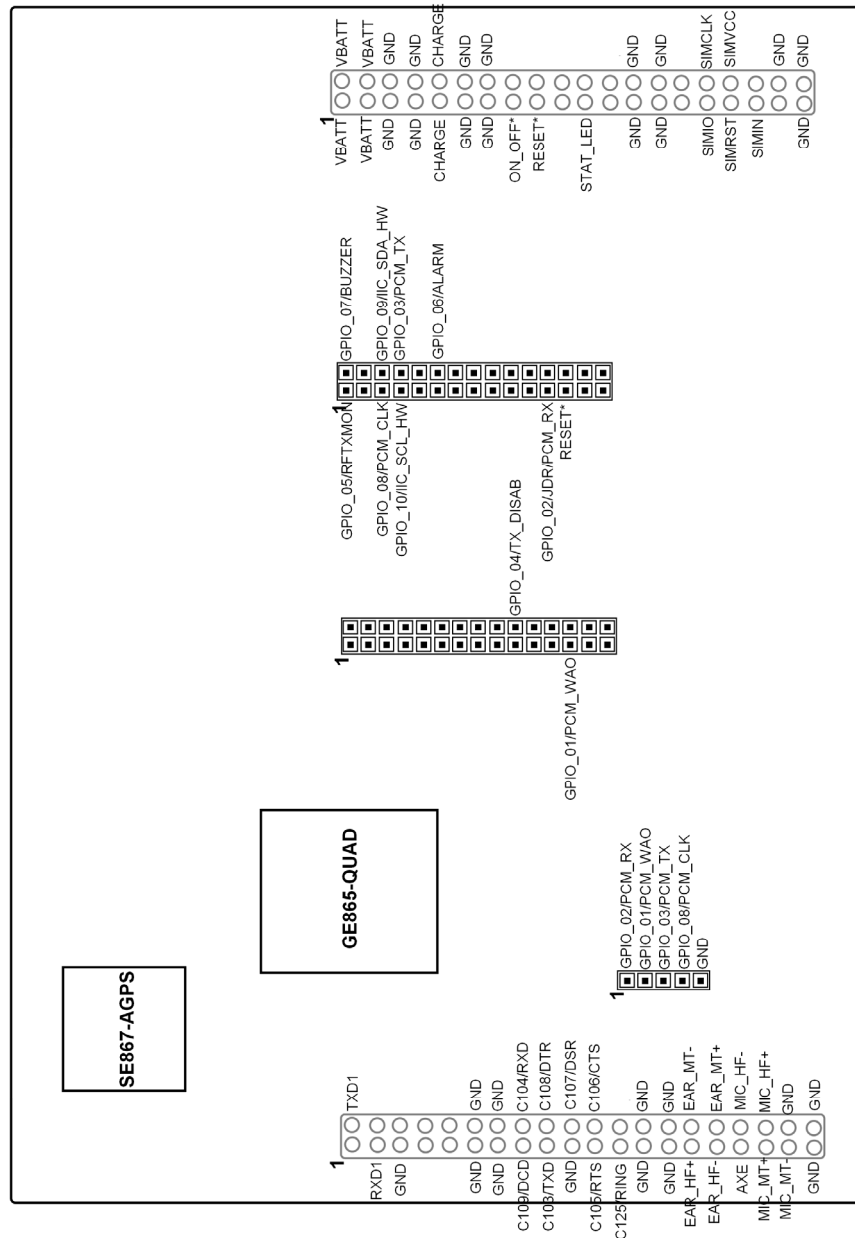 1
VBATT
VBATT
GND
GND
CHARGE
GND
GND
GND
GND
SIMCLK
SIMVCC
GND
GND
VEATT
VBATT
GND
GND
CHARGE
GND
GND
ON_OFF*
RESET*
STAT_LED
GND
GND
SIMIO
SIMRST
SIMIN
GND
1
GPIO_07/BUZZER
GPIO_09/IIC_SDA_HW
GPIO_03/PCM_TX
GPIO_06/ALARM
GPIO_05/RFTXMON
GPIO_08/PCM_CLK
GPIO_10/IIC_SCL_HW
GPIO_02/JDR/PCM_RX
RESET*
1
GPIO_04/TX_DISAB
GPIO_01/PCM_WAO
GE865-QUAD
SE867-AGPS
1
GPIO_02/PCM_RX
GPIO_01/PCM_WAO
GPIO_03/PCM_TX
GPIO_08/PCM_CLK
GND
1
TXD1
GND
GND
C104/RXD
C108/DTR
C107/DSR
C106/CTS
GND
GND
EAR_MT-
EAR_MT+
MIC_HF-
MIC_HF+
GND
GND
RXD1
GND
GND
GND
C109/DCD
C103/TXD
GND
C105/RTS
C125/RING
GND
GND
EAR_HF+
EAR_HF-
AXE
MIC_MT+
MIC_MT-
GND